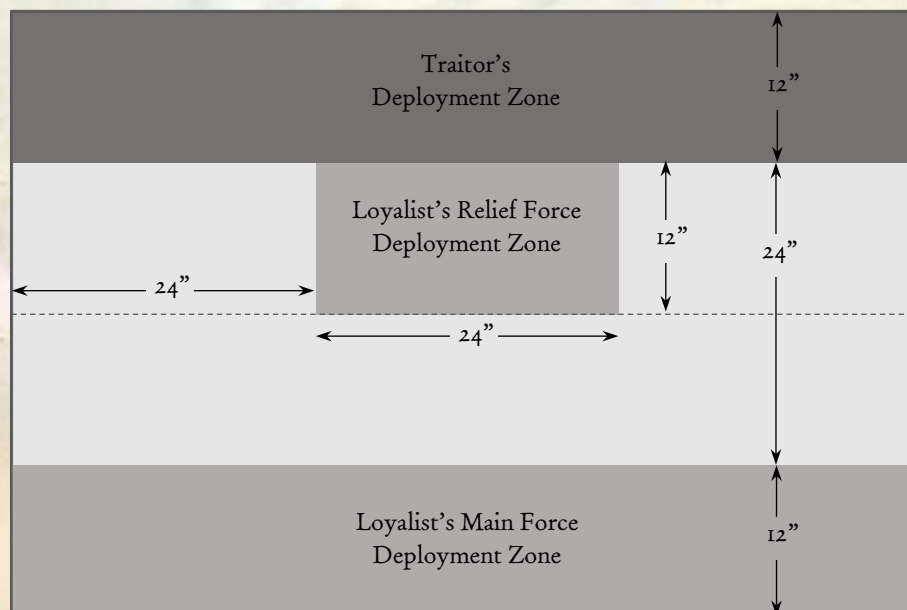 Traitor’s
Deployment Zone
12”
Loyalist’s Relief Force
Deployment Zone
12”
24”
24”
24”
Loyalist’s Main Force
Deployment Zone
12”